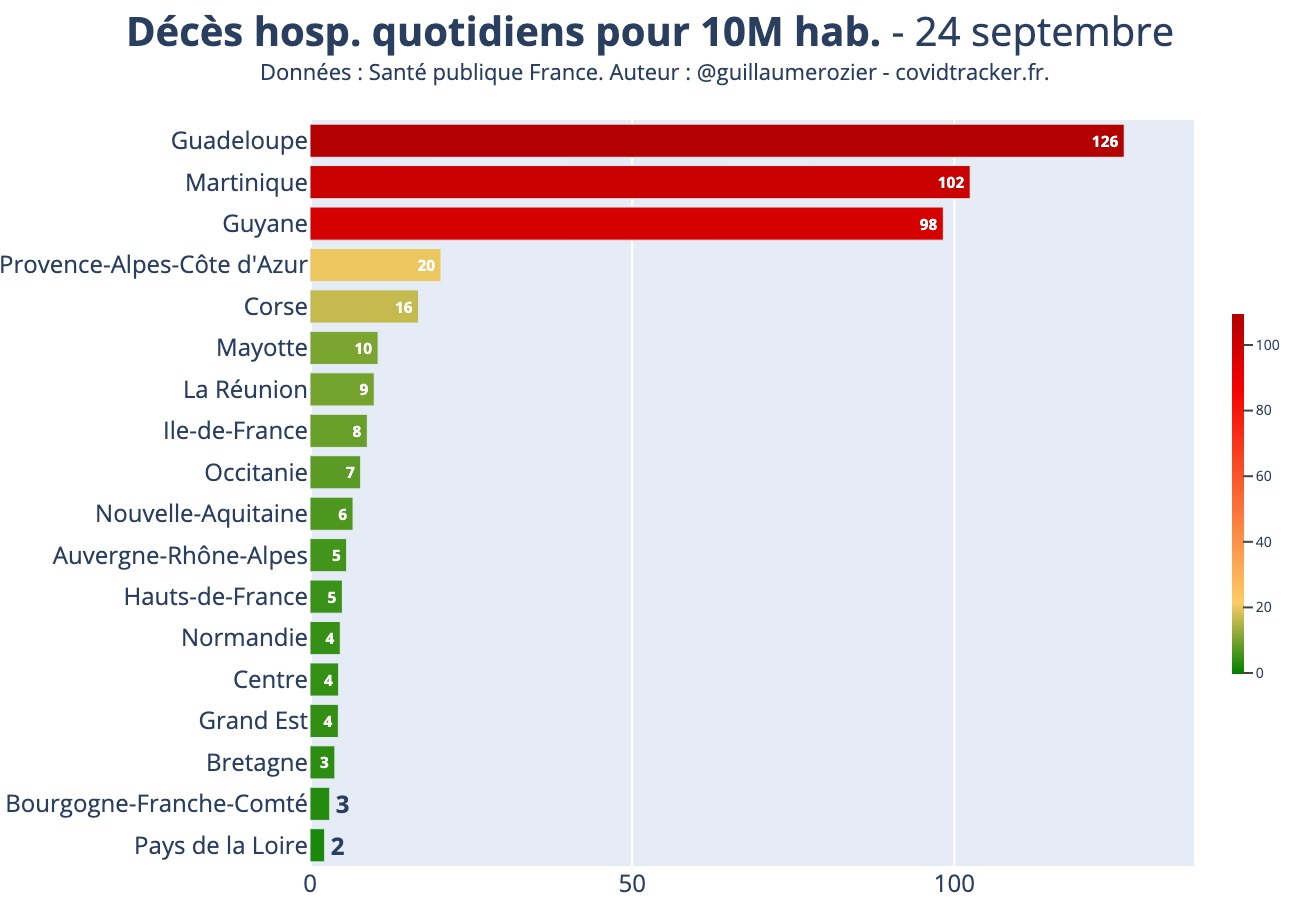 Décès hosp. quotidiens pour 10M hab. - 24 septembre
Données : Santé publique France. Auteur : @guillaumerozier - covidtracker.fr.
Guadeloupe 126
Martinique 102
Guyane 98
Provence-Alpes-Côte d'Azur 20
Corse 16
Mayotte 10
La Réunion 9
Ile-de-France 8
Occitanie 7
Nouvelle-Aquitaine 6
Auvergne-Rhône-Alpes 5
Hauts-de-France 5
Normandie 4
Centre 4
Grand Est 4
Bretagne 3
Bourgogne-Franche-Comté 3
Pays de la Loire 2
0 50 100
100
80
60
40
20
0